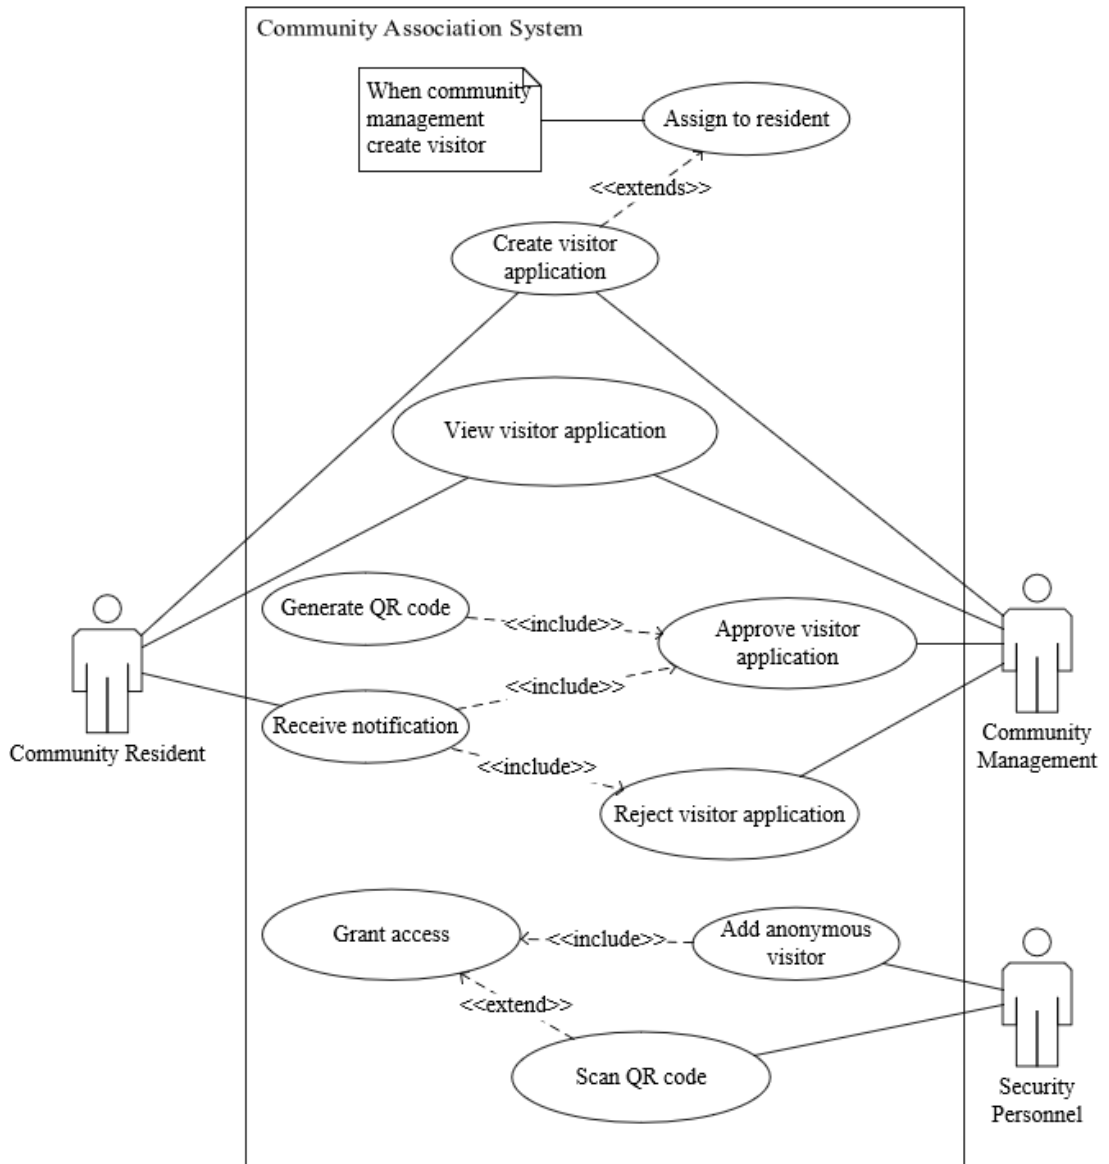 Community Association System
When community
management
create visitor
Assign to resident
<<extends>>
Create visitor
application
View visitor application
Generate QR code
<<include>>
Approve visitor
application
<<include>>
Receive notification
Community Resident
Community
Management
<<include>>
Reject visitor application
Grant access
<<include>>
Add anonymous
visitor
<<extend>>
Scan QR code
Security
Personnel